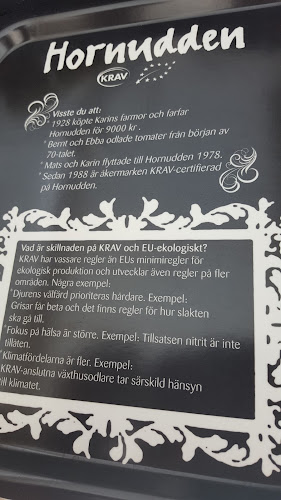 Hornudden
KRAV
Visste du att:
* 1928 köpte Karins farmor och farfar
Hornudden för 9000 kr .
* Bernt och Ebba odlade tomater från början av
70-talet.
* Mats och Karin flyttade till Hornudden 1978.
* Sedan 1988 är åkermarken KRAV-certifierad
på Hornudden.
Vad är skillnaden på KRAV och EU-ekologiskt?
KRAV har vassare regler än EUs minimiregler för
ekologisk produktion och utvecklar även regler på fler
områden. Några exempel:
* Djurens välfärd prioriteras hårdare. Exempel:
Grisar får beta och det finns regler för hur slakten
ska gå till.
*Fokus på hälsa är större. Exempel: Tillsatsen nitrit är inte
tillåten.
* Klimatfördelarna är fler. Exempel:
KRAV-anslutna växthusodlare tar särskild hänsyn
till klimatet.